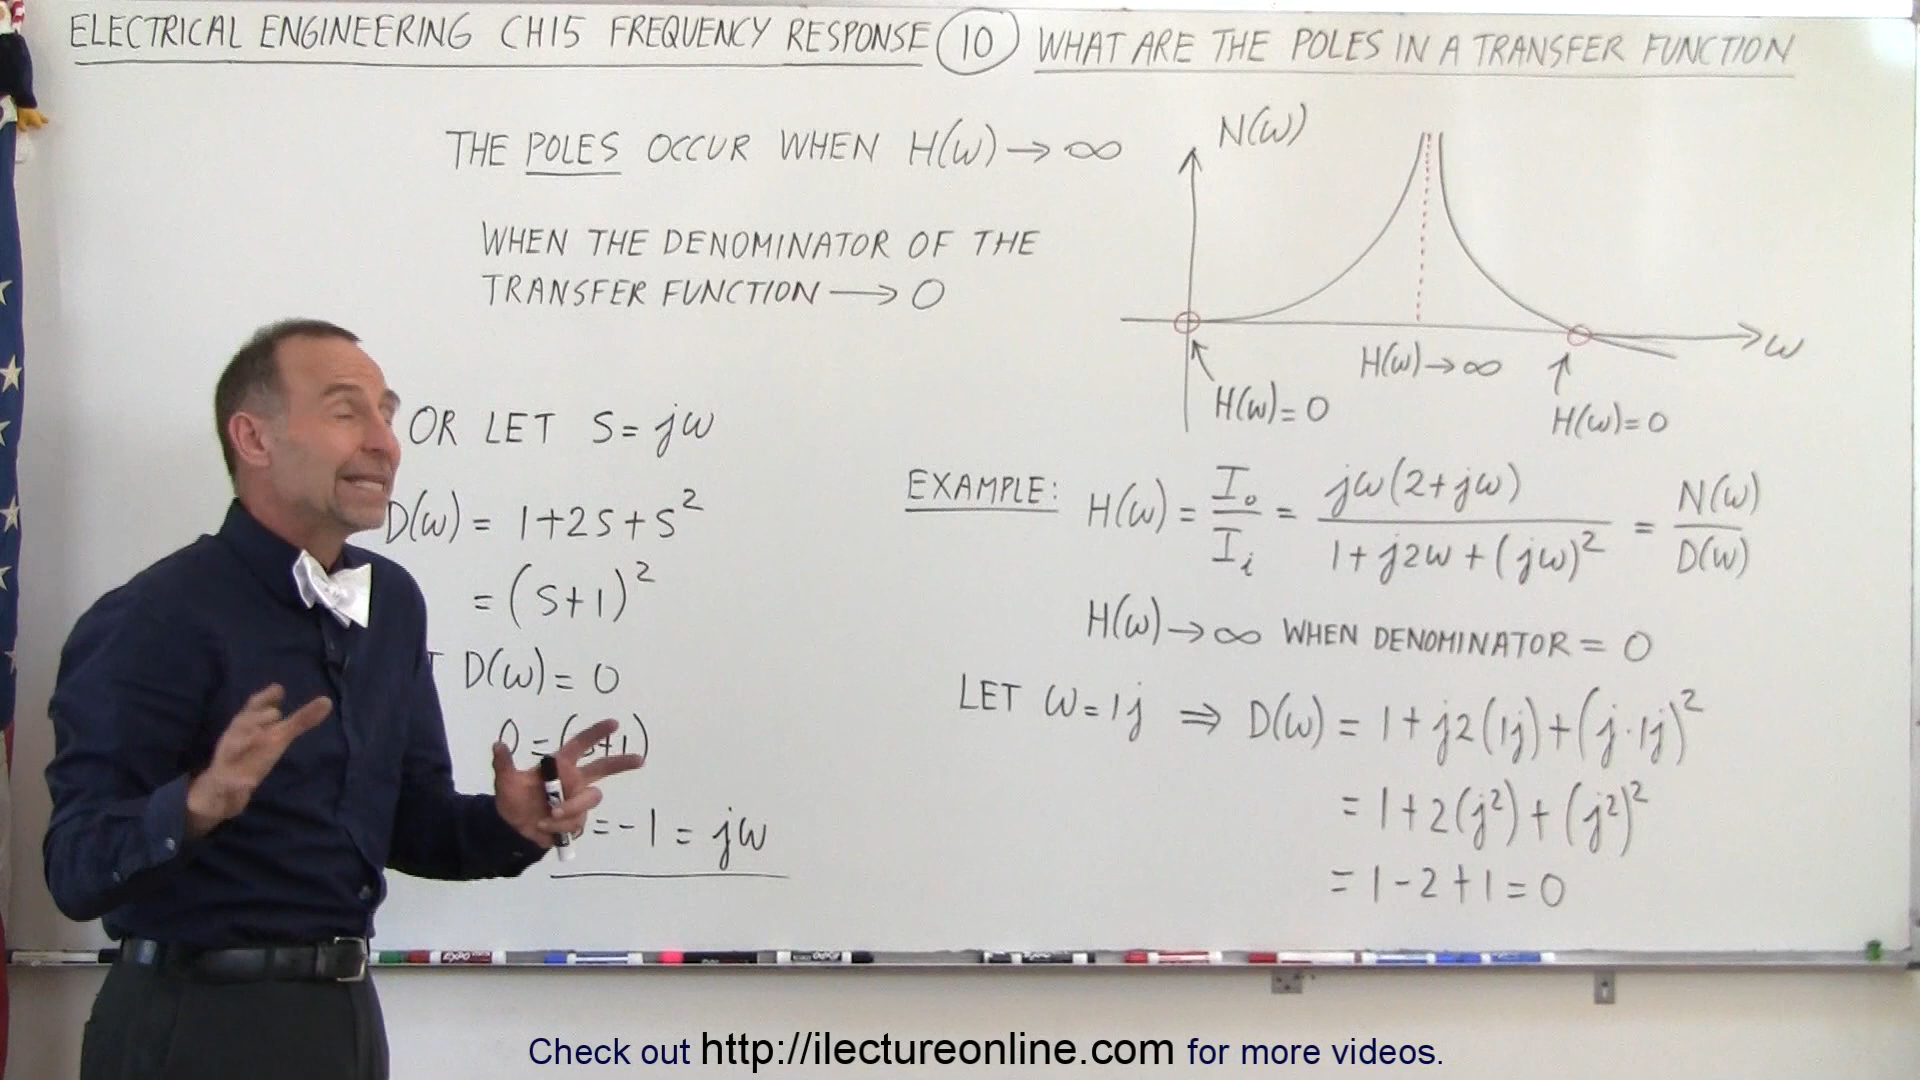 ELECTRICAL ENGINEERING CH15 FREQUENCY RESPONSE 10 WHAT ARE THE POLES IN A TRANSFER FUNCTION
THE POLES OCCUR WHEN H(ω) → ∞
WHEN THE DENOMINATOR OF THE
TRANSFER FUNCTION → 0
N(ω)
ω
H(ω) → ∞
H(ω) = 0
H(ω) = 0
OR LET S = jω
D(ω) = 1+2S+S²
= (S+1)²
D(ω) = 0
0 = (S+1)
= -1 = jω
EXAMPLE: H(ω) = I₀/Iᵢ = jω(2+jω)/(1+j2ω+(jω)²) = N(ω)/D(ω)
H(ω) → ∞ WHEN DENOMINATOR = 0
LET ω = 1j ⇒ D(ω) = 1 + j2(1j) + (j·1j)²
= 1 + 2(j²) + (j²)²
= 1 - 2 + 1 = 0
EXPO
Check out http://ilectureonline.com for more videos.